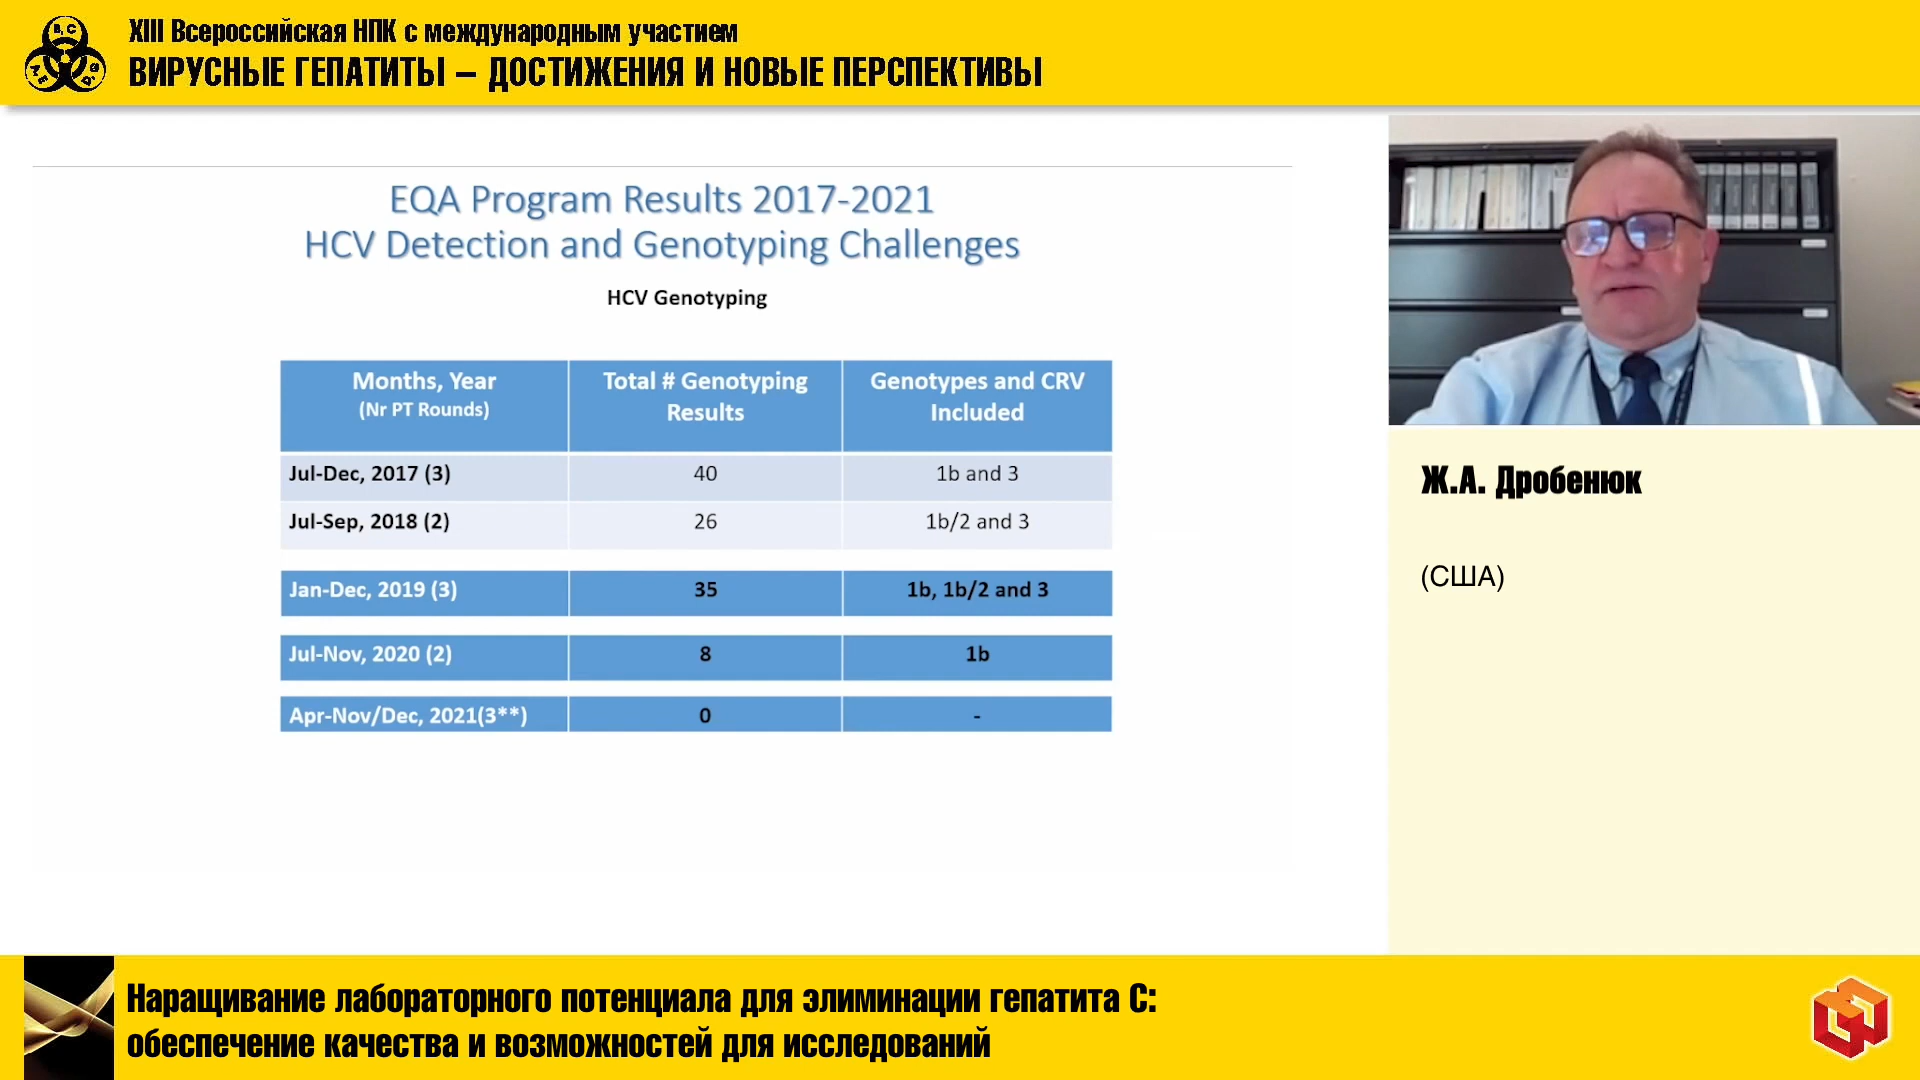 XIII Всероссийская НПК с международным участием
ВИРУСНЫЕ ГЕПАТИТЫ – ДОСТИЖЕНИЯ И НОВЫЕ ПЕРСПЕКТИВЫ
EQA Program Results 2017-2021
HCV Detection and Genotyping Challenges
HCV Genotyping
Months, Year
(Nr PT Rounds)
Total # Genotyping
Results
Genotypes and CRV
Included
Jul-Dec, 2017 (3) 40 1b and 3
Jul-Sep, 2018 (2) 26 1b/2 and 3
Jan-Dec, 2019 (3) 35 1b, 1b/2 and 3
Jul-Nov, 2020 (2) 8 1b
Apr-Nov/Dec, 2021(3**) 0 -
Ж.А. Дробенюк
(США)
Наращивание лабораторного потенциала для элиминации гепатита С:
обеспечение качества и возможностей для исследований